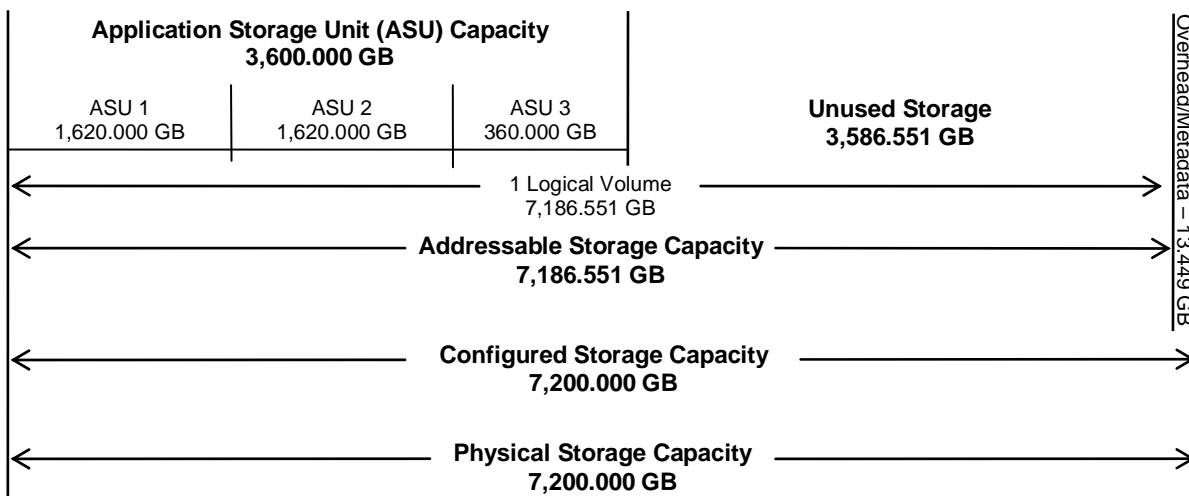 Application Storage Unit (ASU) Capacity
3,600.000 GB
ASU 1
1,620.000 GB
ASU 2
1,620.000 GB
ASU 3
360.000 GB
Unused Storage
3,586.551 GB
Overhead/Metadata – 13.449 GB
1 Logical Volume
7,186.551 GB
Addressable Storage Capacity
7,186.551 GB
Configured Storage Capacity
7,200.000 GB
Physical Storage Capacity
7,200.000 GB